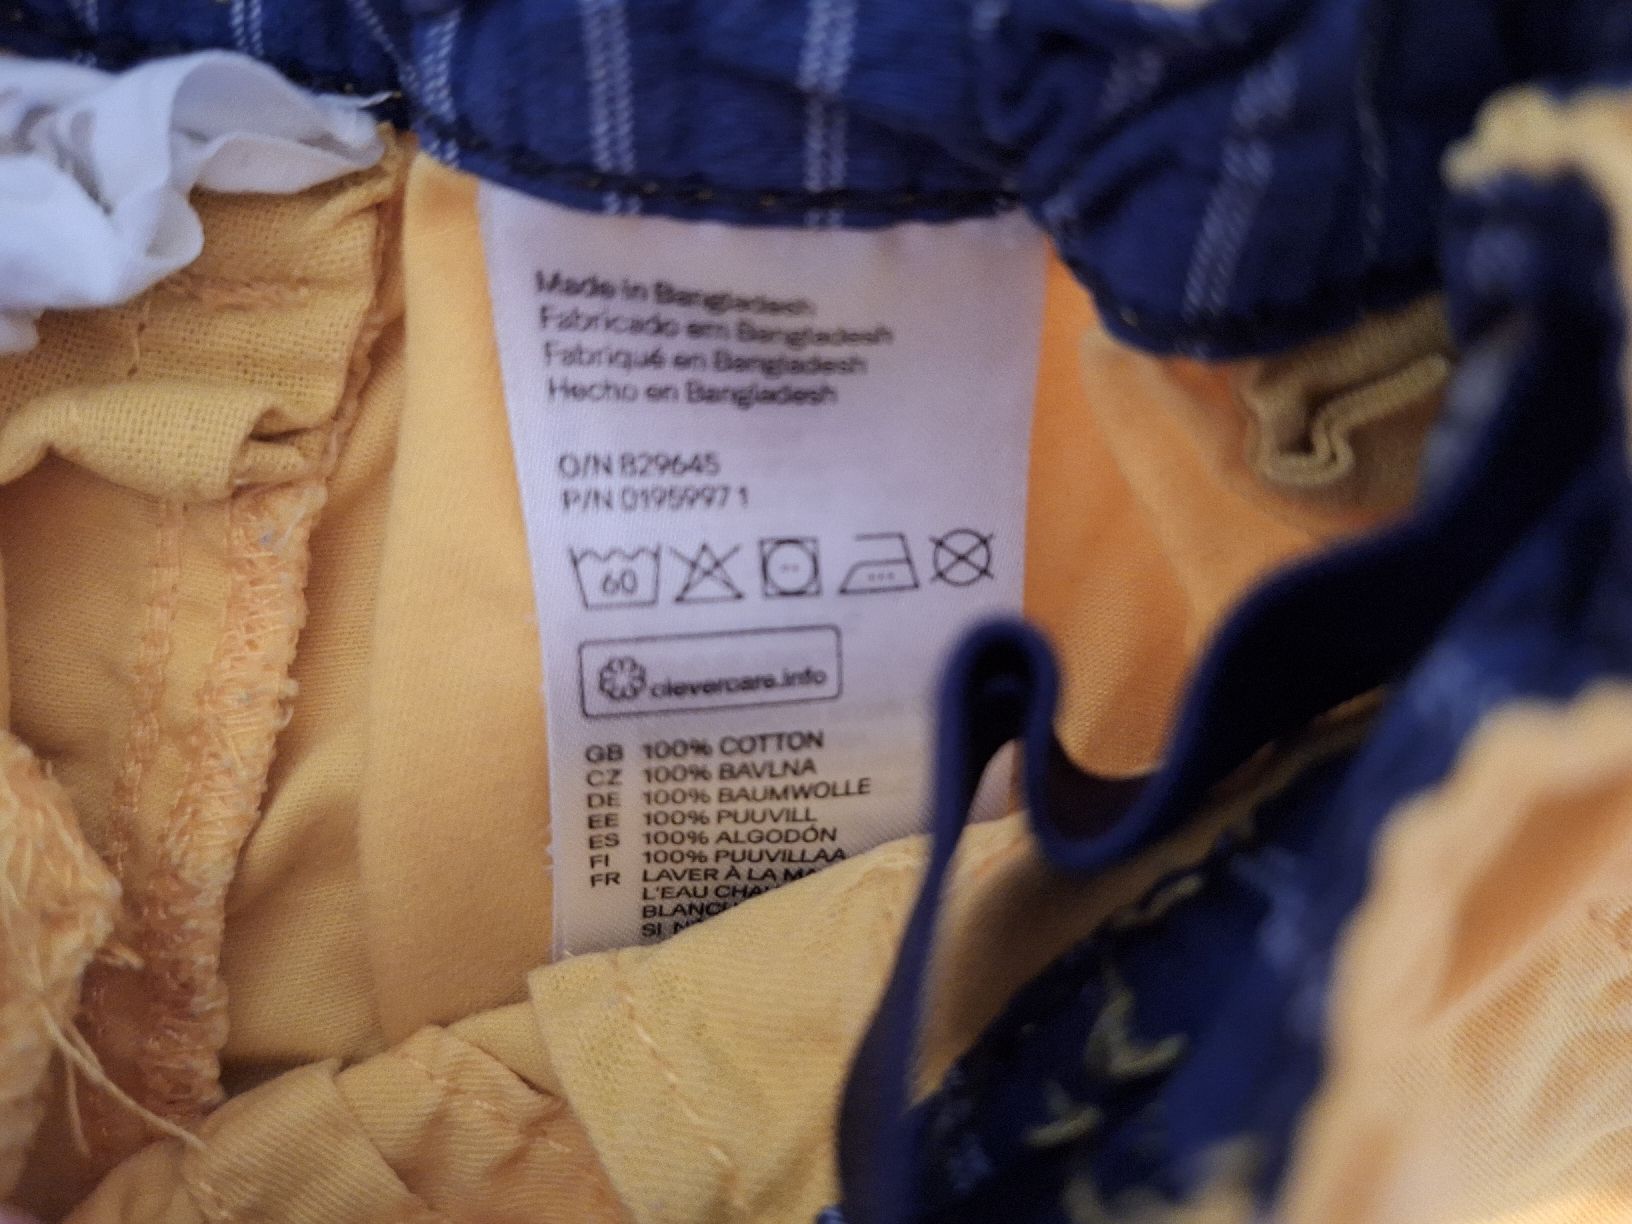 Made in Bangladesh
Fabricado em Bangladesh
Fabriqué en Bangladesh
Hecho en Bangladesh
O/N 829645
P/N 0195997 1
60
clevercare.info
GB 100% COTTON
CZ 100% BAVLNA
DE 100% BAUMWOLLE
EE 100% PUUVILL
ES 100% ALGODÓN
FI 100% PUUVILLAA
FR LAVER À LA
L'EAU
SI